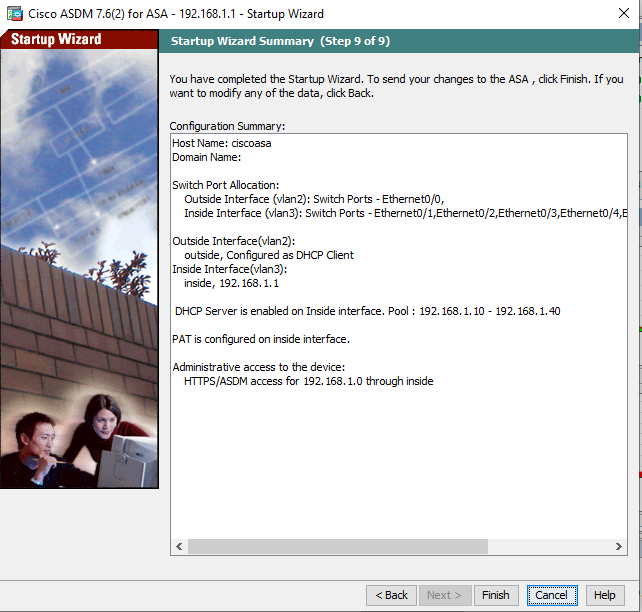 Cisco ASDM 7.6(2) for ASA - 192.168.1.1 - Startup Wizard
Startup Wizard
Startup Wizard Summary (Step 9 of 9)
You have completed the Startup Wizard. To send your changes to the ASA , click Finish. If you
want to modify any of the data, click Back.
Configuration Summary:
Host Name: ciscoasa
Domain Name:
Switch Port Allocation:
Outside Interface (vlan2): Switch Ports - Ethernet0/0,
Inside Interface (vlan3): Switch Ports - Ethernet0/1,Ethernet0/2,Ethernet0/3,Ethernet0/4,E
Outside Interface(vlan2):
outside, Configured as DHCP Client
Inside Interface(vlan3):
inside, 192.168.1.1
DHCP Server is enabled on Inside interface. Pool : 192.168.1.10 - 192.168.1.40
PAT is configured on inside interface.
Administrative access to the device:
HTTPS/ASDM access for 192.168.1.0 through inside
< Back Next > Finish Cancel Help